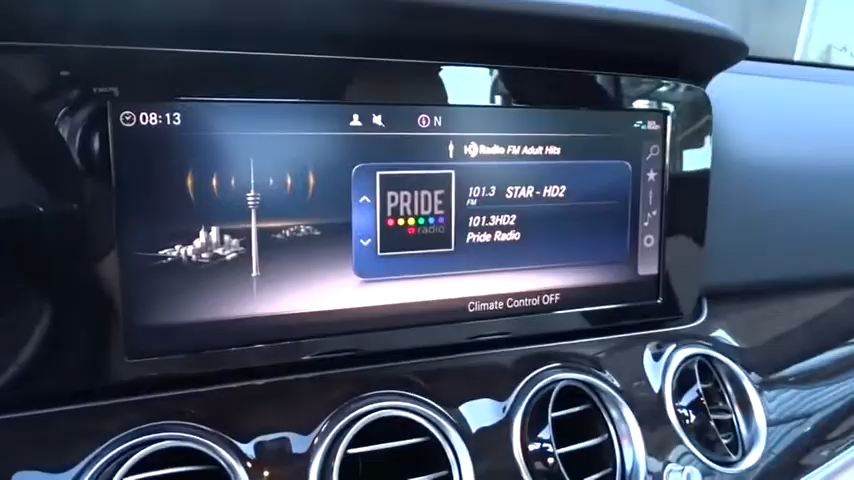 08:13
N
HD Radio FM Adult Hits
PRIDE
radio
101.3 STAR - HD2
FM
101.3HD2
Pride Radio
Climate Control OFF